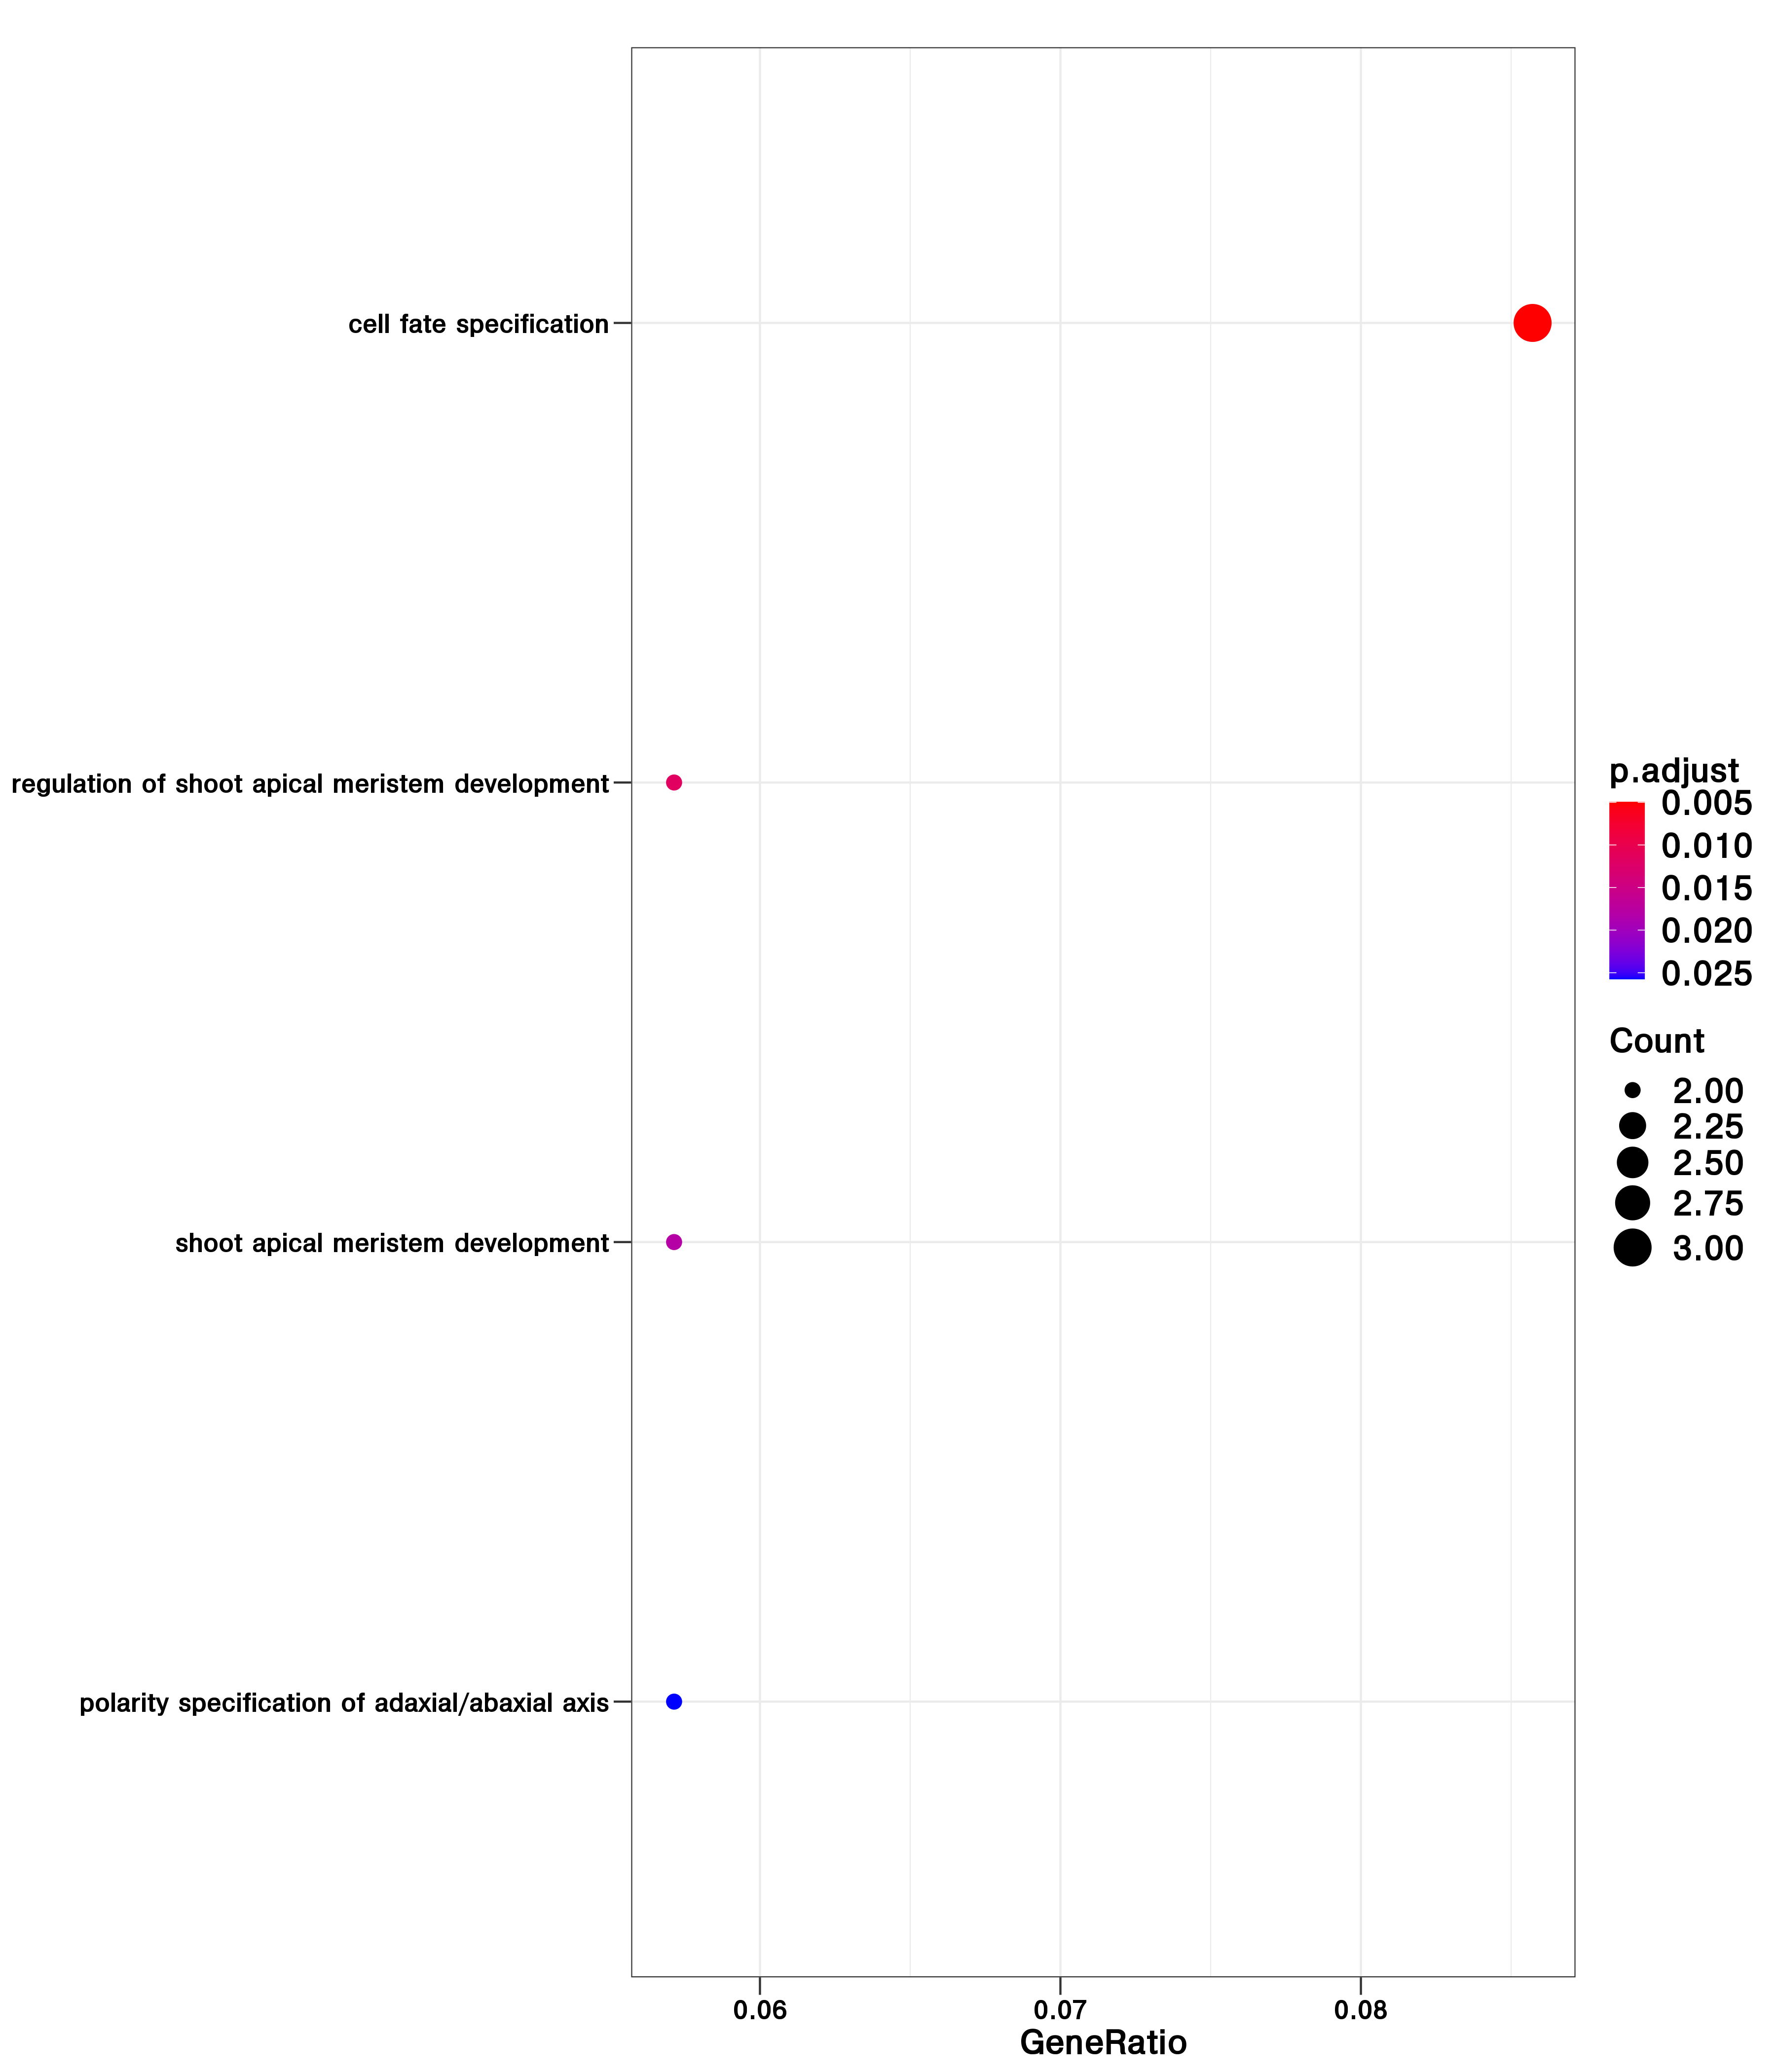 cell fate specification
regulation of shoot apical meristem development
shoot apical meristem development
polarity specification of adaxial/abaxial axis
0.06
0.07
0.08
GeneRatio
p.adjust
0.005
0.010
0.015
0.020
0.025
Count
2.00
2.25
2.50
2.75
3.00